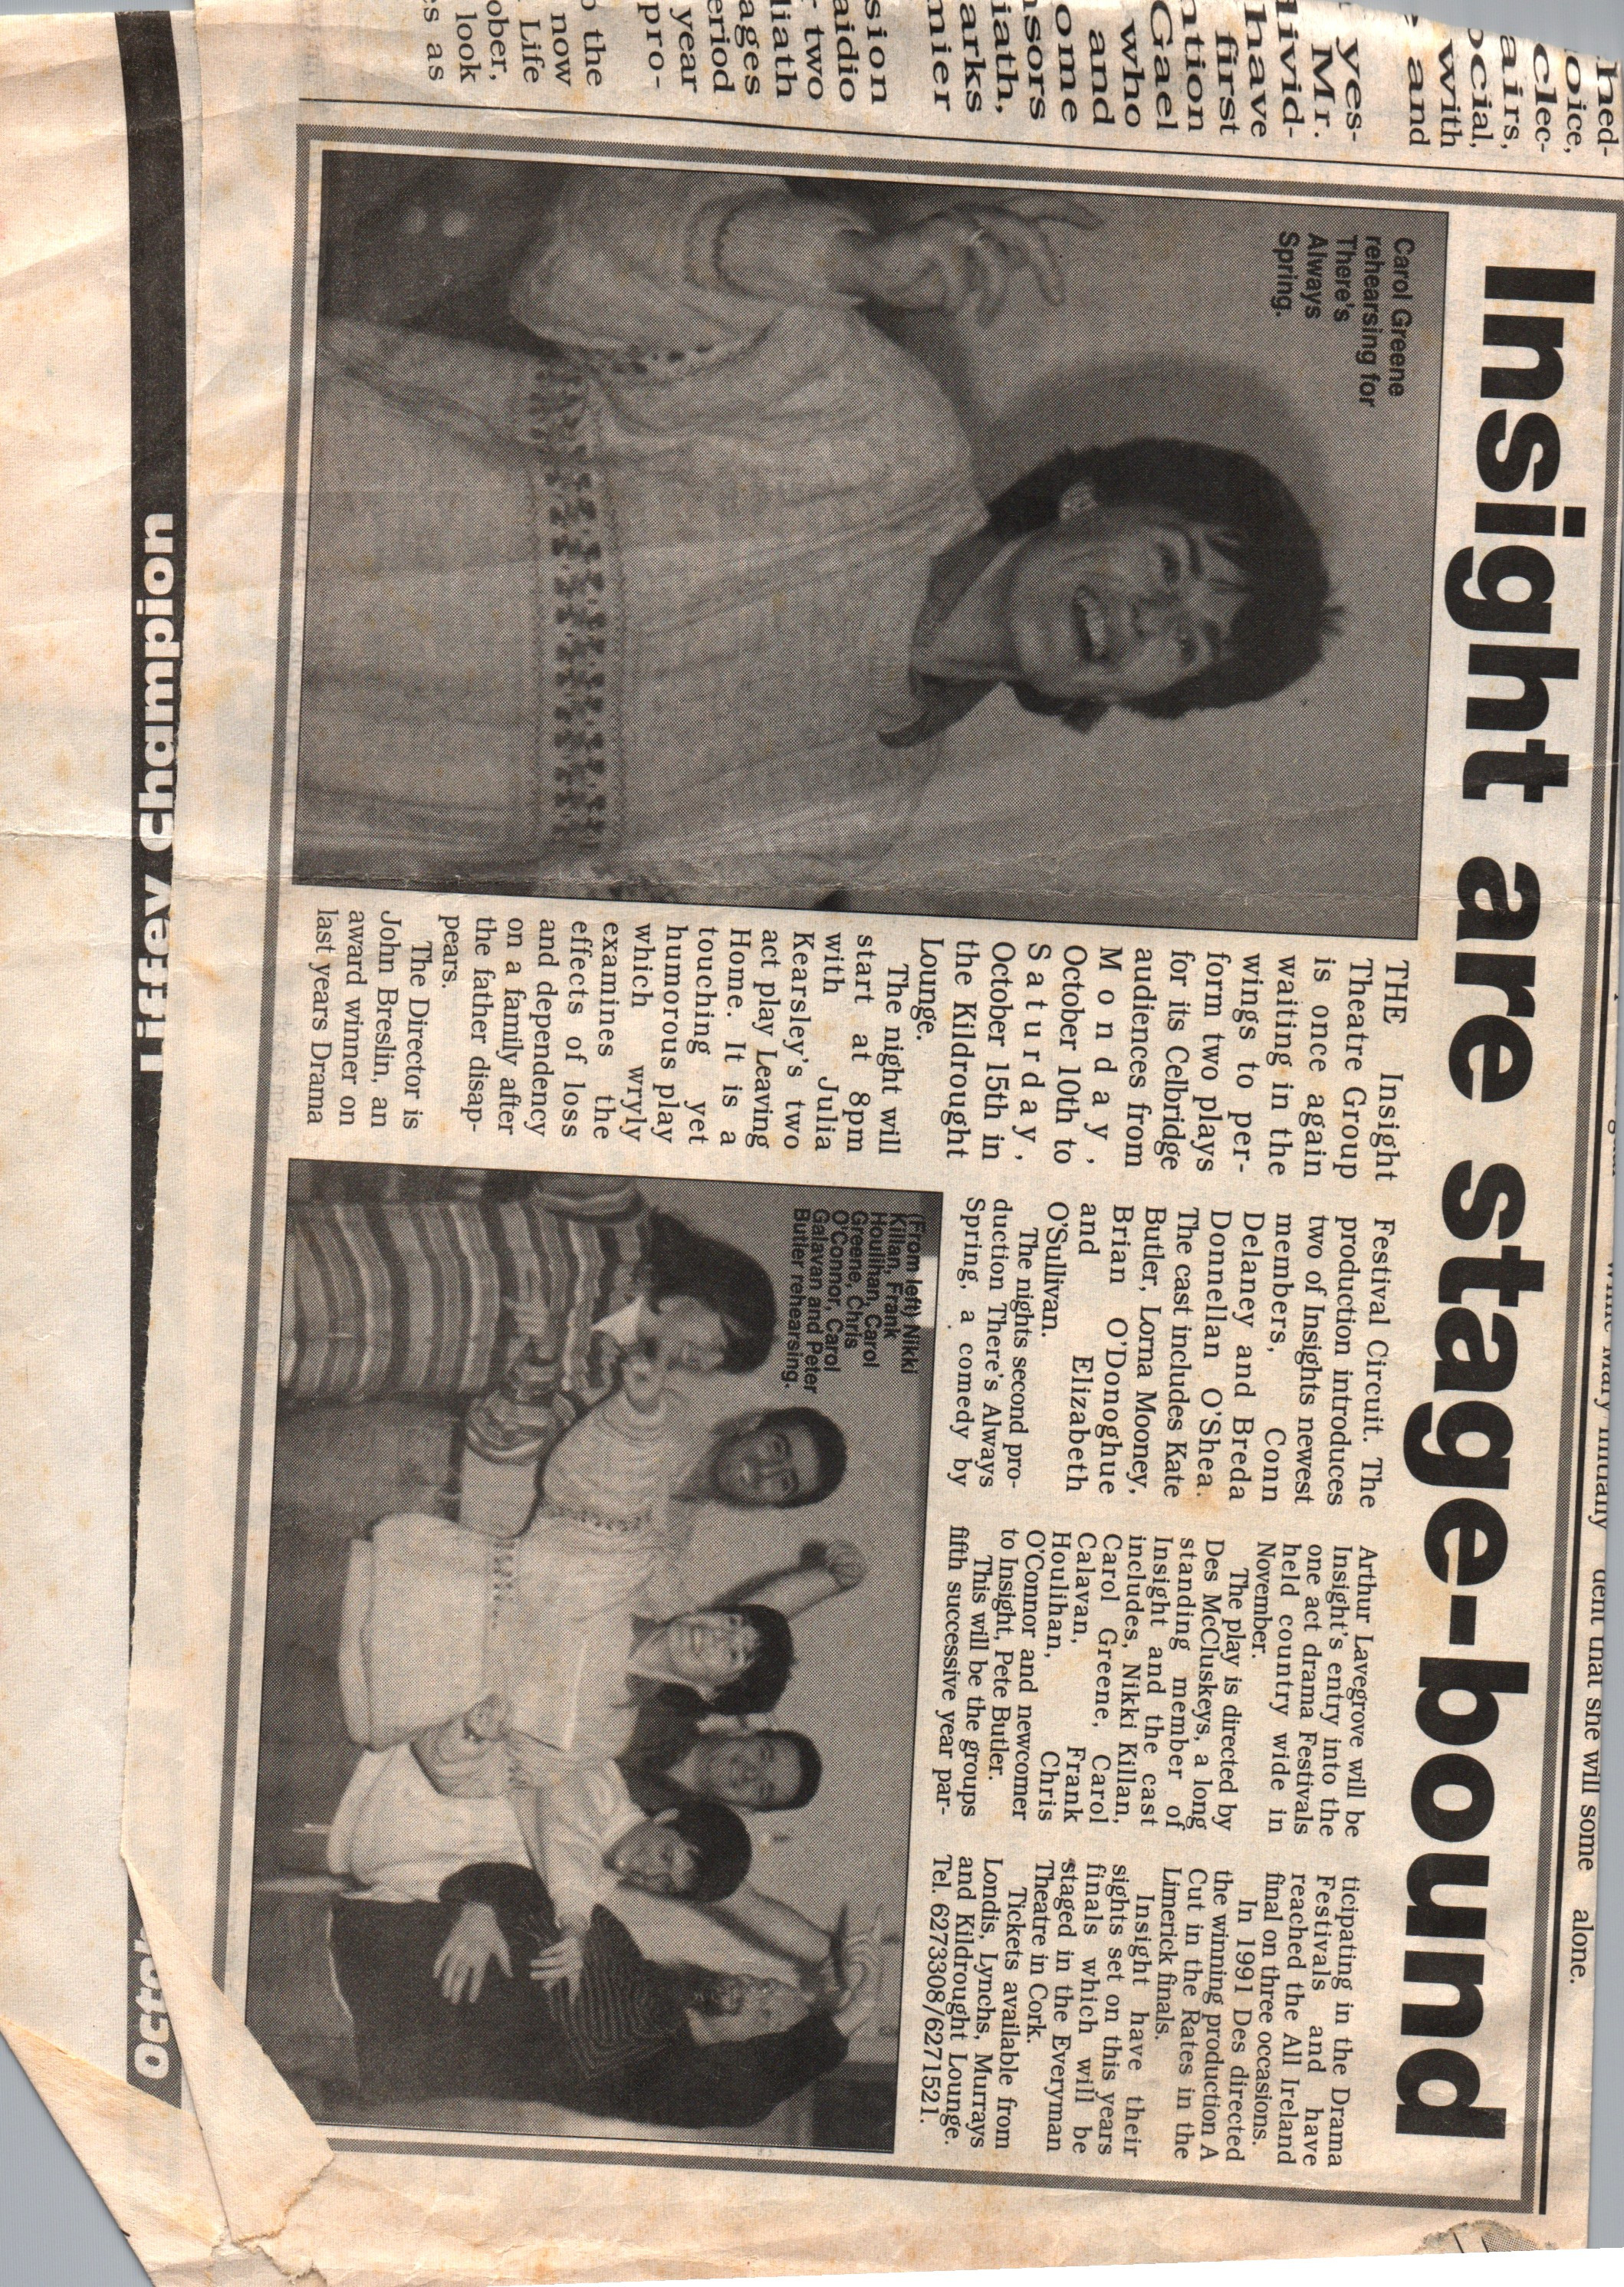 Insight are stage-bound
Carol Greene
rehearsing for
There's
Always
Spring.
THE Insight
Theatre Group
is once again
waiting in the
wings to per-
form two plays
for its Celbridge
audiences from
Monday,
October 10th to
Saturday,
October 15th in
the Kildrought
Lounge.
The night will
start at 8pm
with Julia
Kearsley's two
act play Leaving
Home. It is a
touching yet
humorous play
which wryly
examines the
effects of loss
and dependency
on a family after
the father disap-
pears.
The Director is
John Breslin, an
award winner on
last years Drama
Festival Circuit. The
production introduces
two of Insights newest
members, Conn
Delaney and Breda
Donnellan O'Shea.
The cast includes Kate
Butler, Lorna Mooney,
Brian O'Donoghue
and Elizabeth
O'Sullivan.
The nights second pro-
duction There's Always
Spring, a comedy by
Arthur Lavegrove will be
Insight's entry into the
one act drama Festivals
held country wide in
November.
The play is directed by
Des McCluskeys, a long
standing member of
Insight and the cast
includes, Nikki Killan,
Carol Greene, Carol
Calavan, Frank
Houlihan, Chris
O'Connor and newcomer
to Insight, Pete Butler.
This will be the groups
fifth successive year par-
ticipating in the Drama
Festivals and have
reached the All Ireland
final on three occasions.
In 1991 Des directed
the winning production A
Cut in the Rates in the
Limerick finals.
Insight have their
sights set on this years
finals which will be
staged in the Everyman
Theatre in Cork.
Tickets available from
Londis, Lynchs, Murrays
and Kildrought Lounge.
Tel. 6273308/6271521.
(From left) Nikki
Killan, Frank
Houlihan, Carol
Greene, Chris
O'Connor, Carol
Galavan and Peter
Butler rehearsing.
hed-
oice,
clec-
airs,
ocial,
with
and
yes-
Mr.
livid-
have
first
ntion
Gael
who
and
ome
nsors
iath,
arks
mier
sion
aidio
two
liath
ages
eriod
year
pro-
the
now
Life
ober,
look
es as
dent that she will some
alone.
Liffey Champion